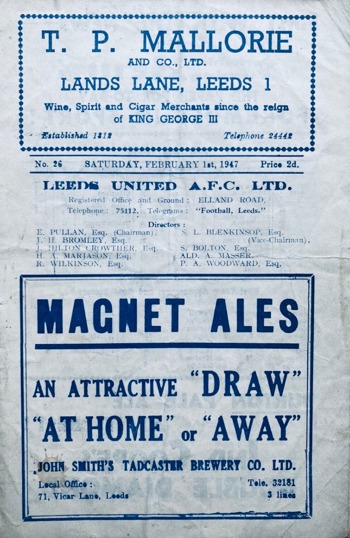 T. P. MALLORIE
AND CO., LTD.
LANDS LANE, LEEDS 1
Wine, Spirit and Cigar Merchants since the reign
of KING GEORGE III
Established 1812 Telephone 24442
No. 26 SATURDAY, FEBRUARY 1st, 1947 Price 2d.
LEEDS UNITED A.F.C. LTD.
Registered Office and Ground: ELLAND ROAD,
Telephone: 75112. Telegrams: "Football, Leeds."
Directors:
E. PULLAN, Esq. (Chairman) S. L. BLENKINSOP, Esq.
J. H. BROMLEY, Esq. (Vice-Chairman),
J. HILTON CROWTHER, Esq. S. BOLTON, Esq.
H. A. MARJASON, Esq. ALD. A. MASSER,
R. WILKINSON, Esq. P. A. WOODWARD, Esq.
MAGNET ALES
AN ATTRACTIVE "DRAW"
"AT HOME" or "AWAY"
JOHN SMITH'S TADCASTER BREWERY CO. LTD.
Local Office: Tele. 32181
71, Vicar Lane, Leeds 3 lines